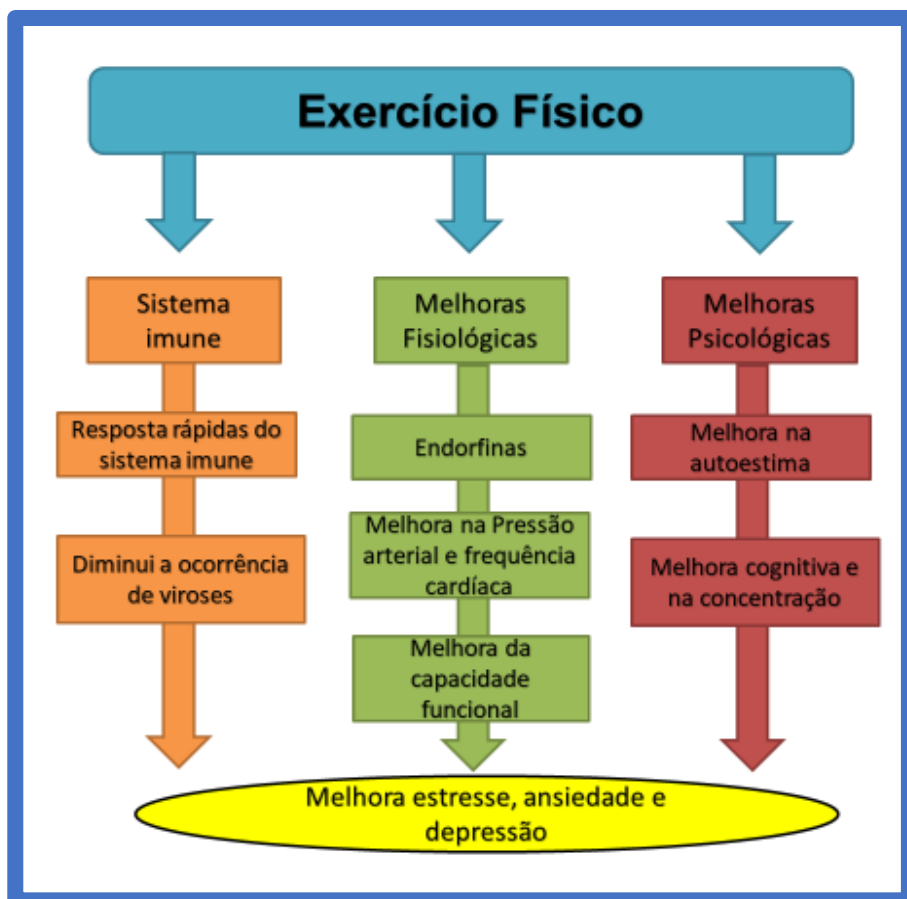 Exercício Físico
Sistema
imune
Resposta rápidas do
sistema imune
Diminui a ocorrência
de viroses
Melhoras
Fisiológicas
Endorfinas
Melhora na Pressão
arterial e frequência
cardíaca
Melhora da
capacidade
funcional
Melhoras
Psicológicas
Melhora na
autoestima
Melhora cognitiva e
na concentração
Melhora estresse, ansiedade e
depressão